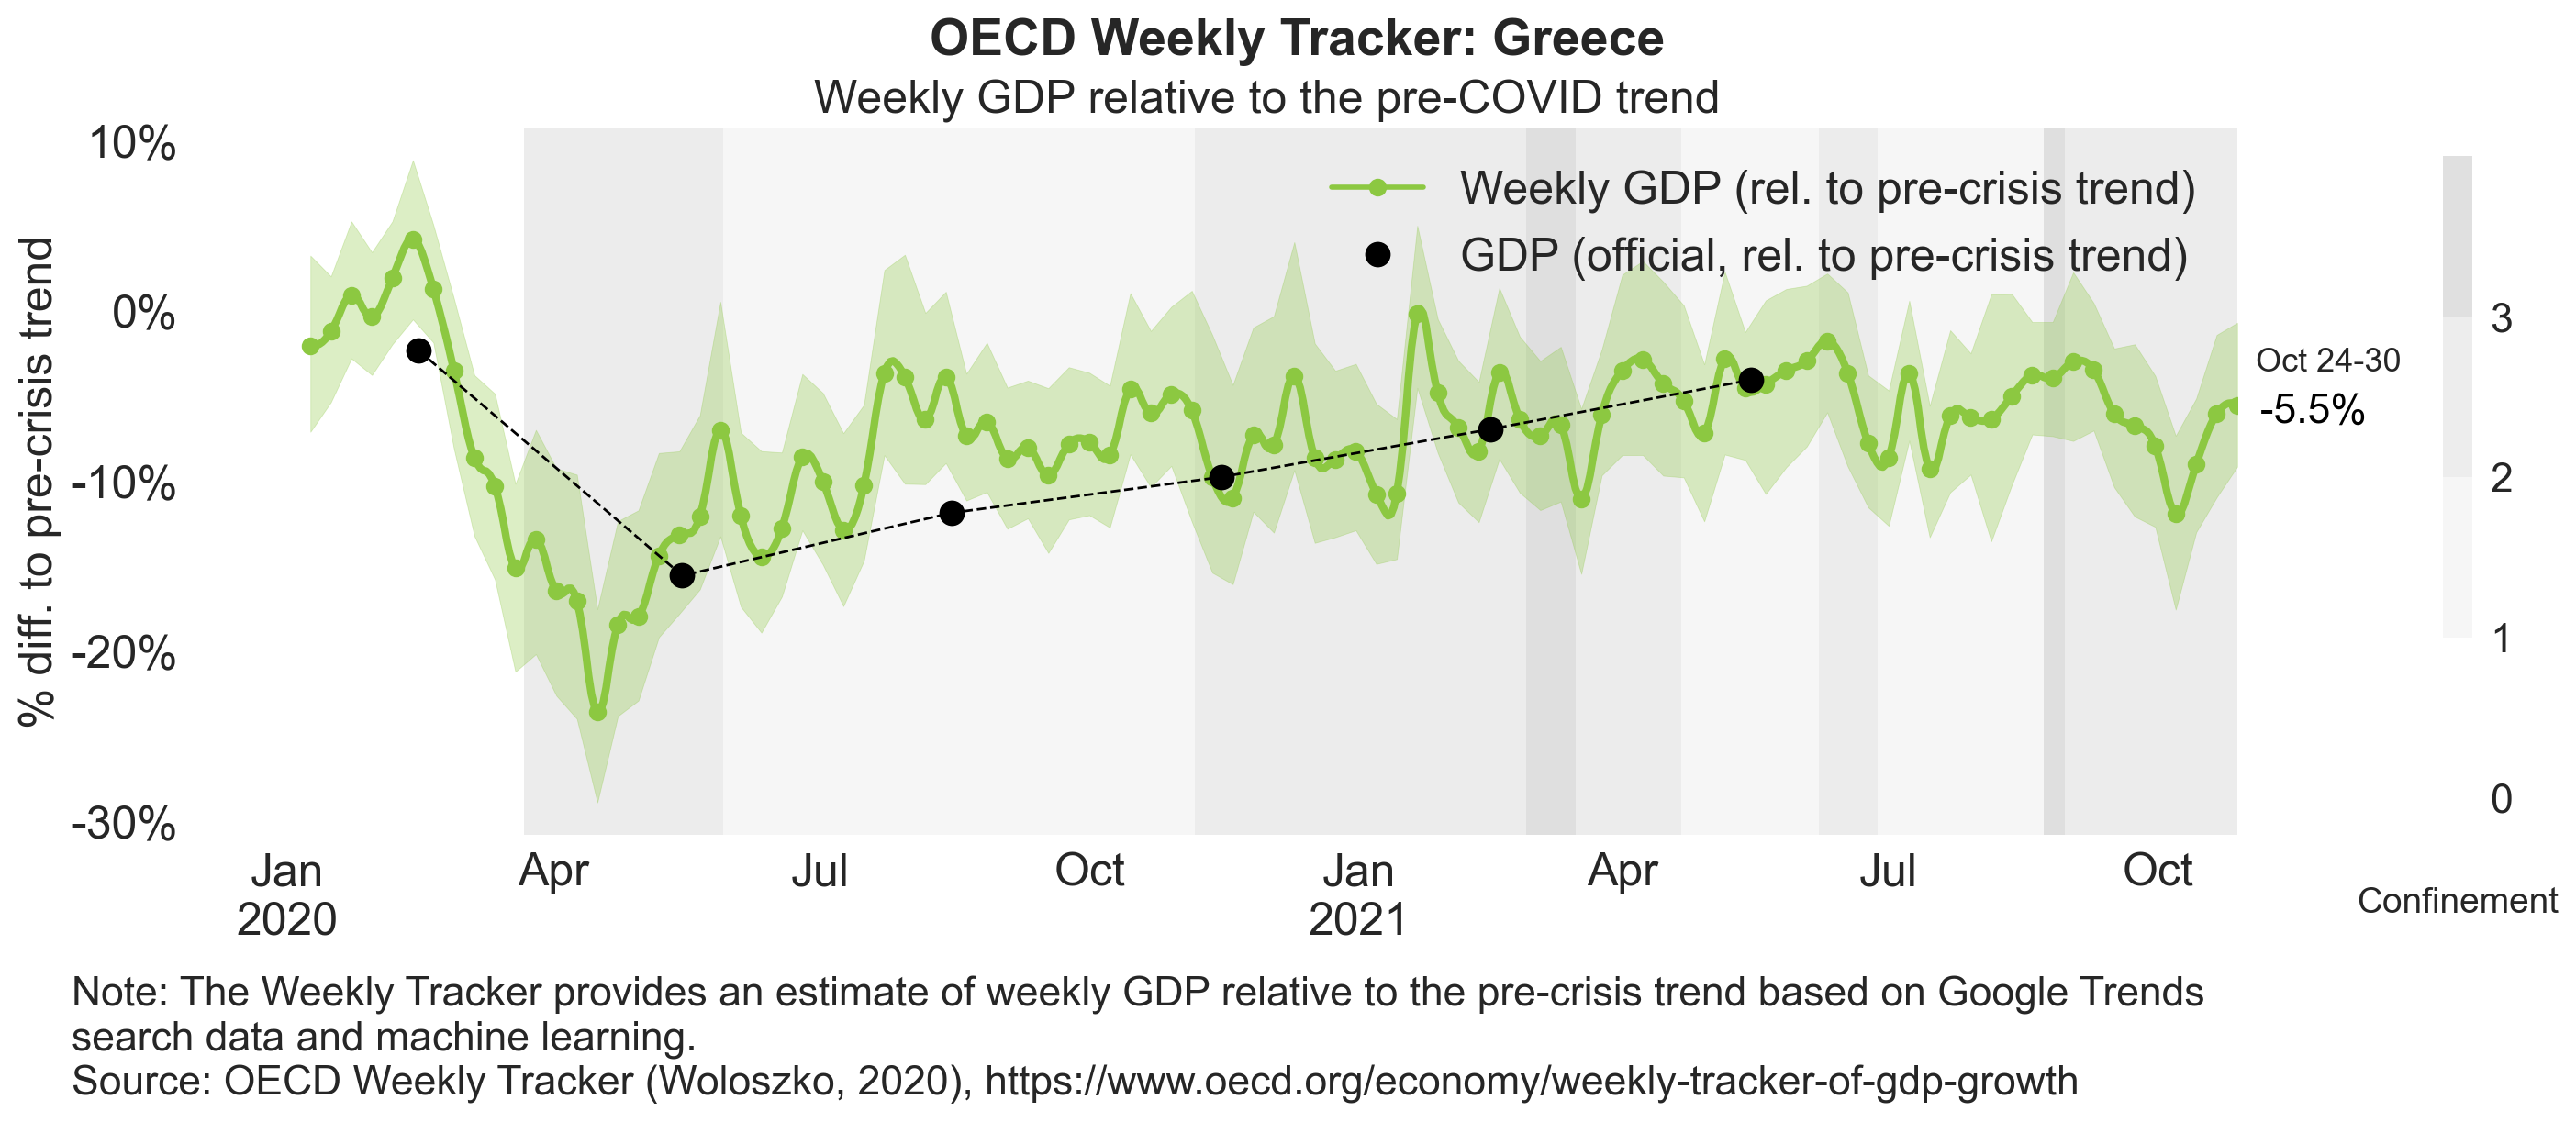 OECD Weekly Tracker: Greece
Weekly GDP relative to the pre-COVID trend
% diff. to pre-crisis trend
10%
0%
-10%
-20%
-30%
Weekly GDP (rel. to pre-crisis trend)
GDP (official, rel. to pre-crisis trend)
Oct 24-30
-5.5%
3
2
1
0
Confinement
Jan Apr Jul Oct Jan Apr Jul Oct
2020 2021
Note: The Weekly Tracker provides an estimate of weekly GDP relative to the pre-crisis trend based on Google Trends
search data and machine learning.
Source: OECD Weekly Tracker (Woloszko, 2020), https://www.oecd.org/economy/weekly-tracker-of-gdp-growth